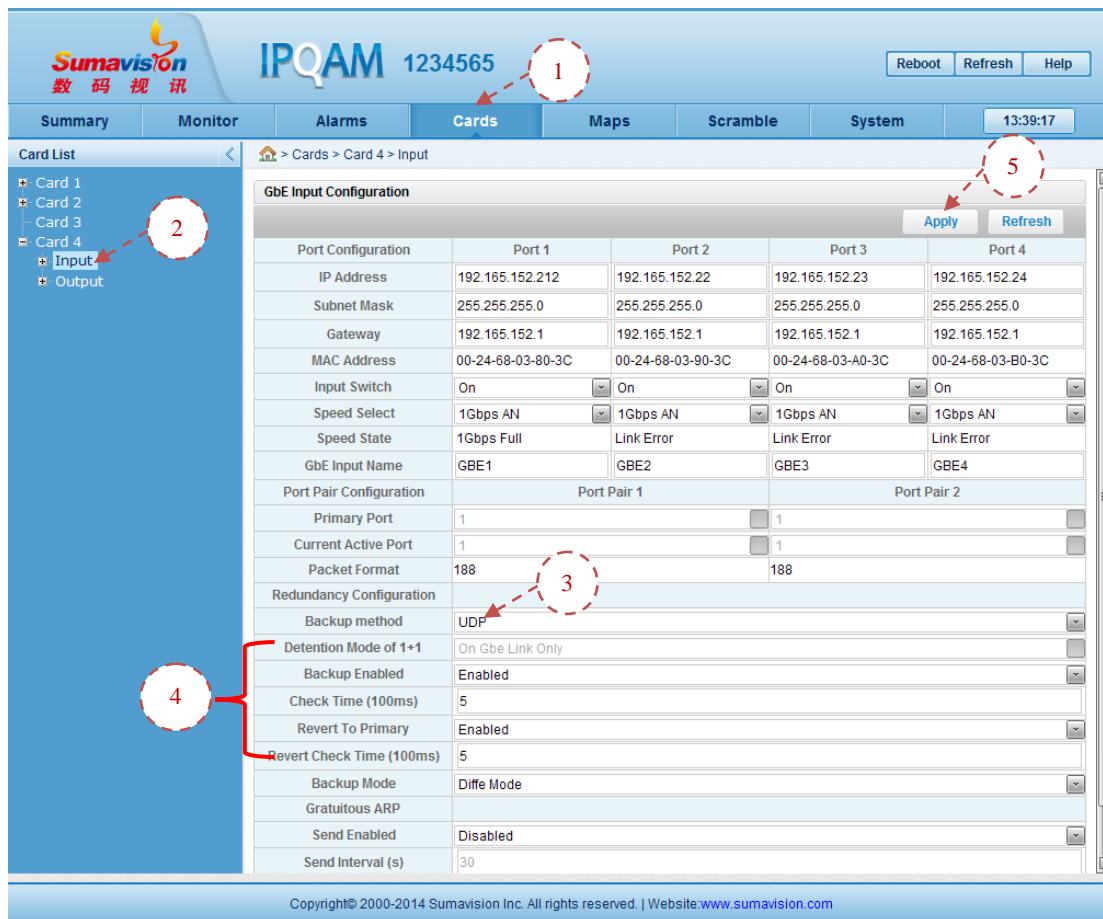 Sumavision
数码视讯
IPQAM 1234565
1
Reboot Refresh Help
Summary Monitor Alarms Cards Maps Scramble System 13:39:17
Card List
> Cards > Card 4 > Input
Card 1
Card 2
Card 3
Card 4
Input
Output
2
GbE Input Configuration
5
Apply Refresh
Port Configuration Port 1 Port 2 Port 3 Port 4
IP Address 192.165.152.212 192.165.152.22 192.165.152.23 192.165.152.24
Subnet Mask 255.255.255.0 255.255.255.0 255.255.255.0 255.255.255.0
Gateway 192.165.152.1 192.165.152.1 192.165.152.1 192.165.152.1
MAC Address 00-24-68-03-80-3C 00-24-68-03-90-3C 00-24-68-03-A0-3C 00-24-68-03-B0-3C
Input Switch On On On On
Speed Select 1Gbps AN 1Gbps AN 1Gbps AN 1Gbps AN
Speed State 1Gbps Full Link Error Link Error Link Error
GbE Input Name GBE1 GBE2 GBE3 GBE4
Port Pair Configuration Port Pair 1 Port Pair 2
Primary Port 1 1
Current Active Port 1 1
Packet Format 188 188
3
Redundancy Configuration
Backup method UDP
Detention Mode of 1+1 On Gbe Link Only
Backup Enabled Enabled
4
Check Time (100ms) 5
Revert To Primary Enabled
Revert Check Time (100ms) 5
Backup Mode Diffe Mode
Gratuitous ARP
Send Enabled Disabled
Send Interval (s) 30
Copyright© 2000-2014 Sumavision Inc. All rights reserved. | Website:www.sumavision.com